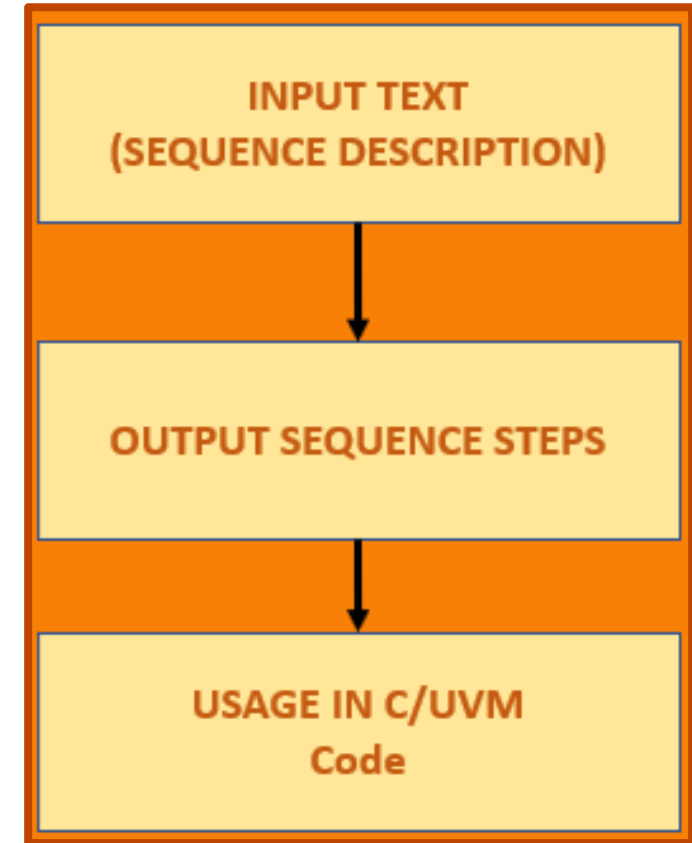 INPUT TEXT
(SEQUENCE DESCRIPTION)
OUTPUT SEQUENCE STEPS
USAGE IN C/UVM
Code